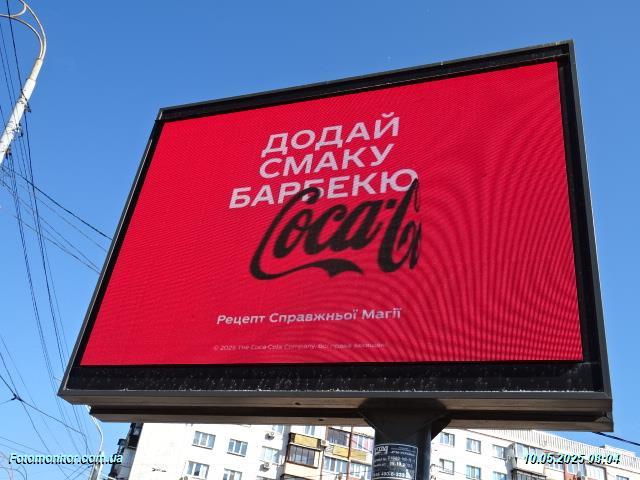 ДОДАЙ
СМАКУ
БАРБЕКЮ
Coca-C
Рецепт Справжньої Магії
© 2025 The Coca-Cola Company. Всі права захищені.
Fotomonitor.com.ua
10.05.2025 08:04